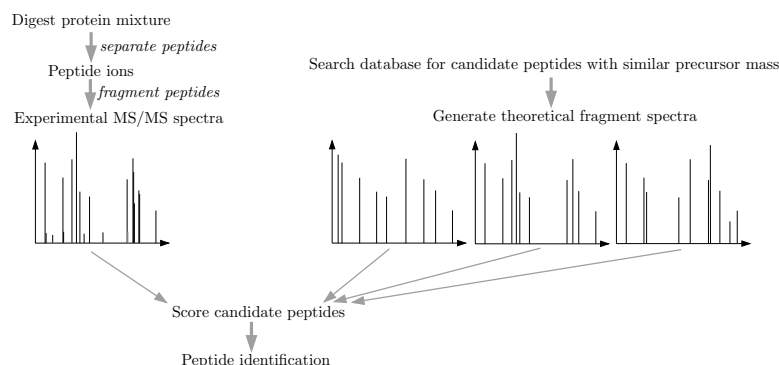 Digest protein mixture
separate peptides
Peptide ions
fragment peptides
Experimental MS/MS spectra
Search database for candidate peptides with similar precursor mass
Generate theoretical fragment spectra
Score candidate peptides
Peptide identification